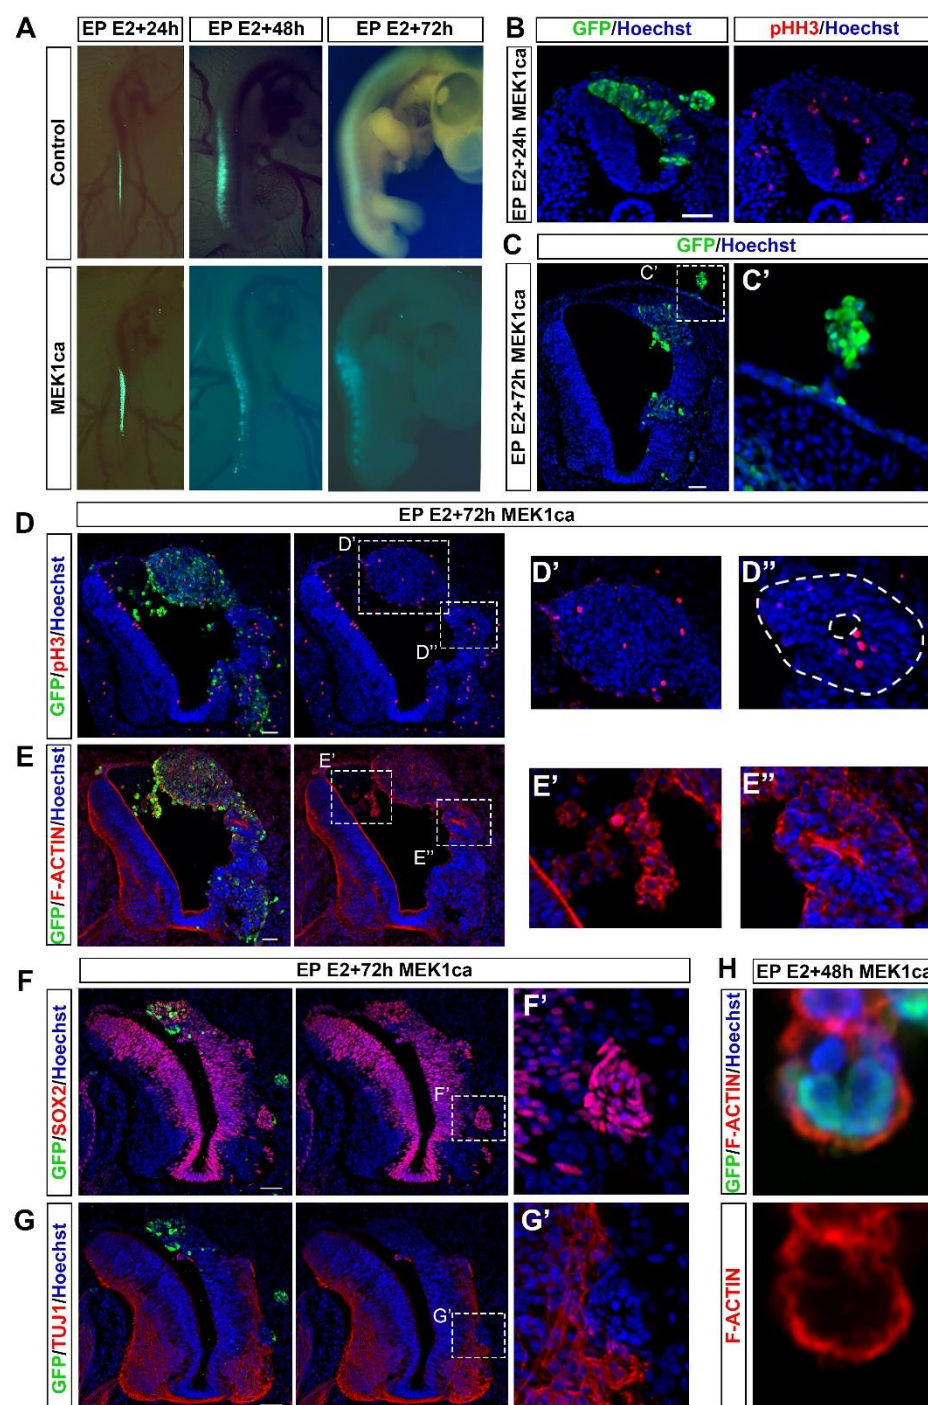 A
EP E2+24h
EP E2+48h
EP E2+72h
Control
MEK1ca
B
GFP/Hoechst
pHH3/Hoechst
EP E2+24h MEK1ca
C
GFP/Hoechst
EP E2+72h MEK1ca
C'
C'
D
EP E2+72h MEK1ca
GFP/pH3/Hoechst
D'
D''
D'
D''
E
GFP/F-ACTIN/Hoechst
E'
E''
E'
E''
F
EP E2+72h MEK1ca
GFP/SOX2/Hoechst
F'
F'
G
GFP/TUJ1/Hoechst
G'
G'
H
EP E2+48h MEK1ca
GFP/F-ACTIN/Hoechst
F-ACTIN